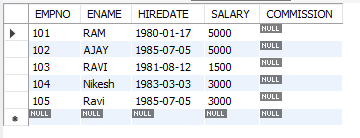 EMPNO ENAME HIREDATE SALARY COMMISSION
101 RAM 1980-01-17 5000 NULL
102 AJAY 1985-07-05 5000 NULL
103 RAVI 1981-08-12 1500 NULL
104 Nikesh 1983-03-03 3000 NULL
105 Ravi 1985-07-05 3000 NULL
NULL NULL NULL NULL NULL